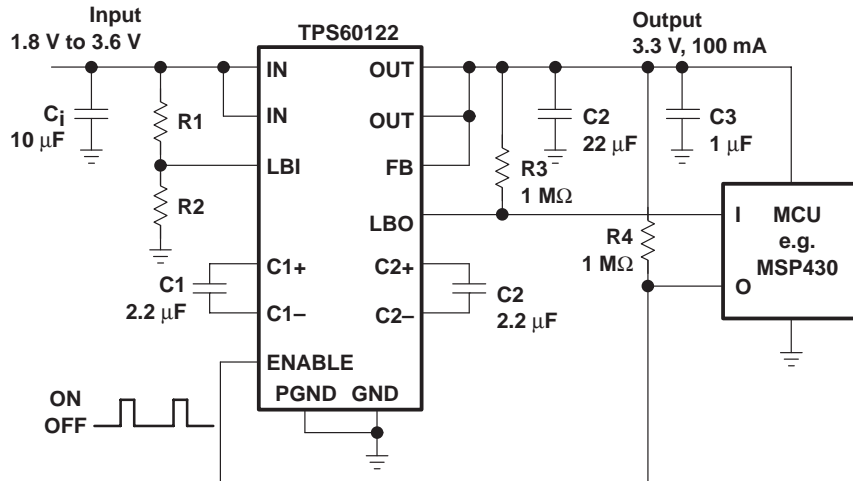 Input
1.8 V to 3.6 V
TPS60122
Output
3.3 V, 100 mA
IN
OUT
Ci
10 μF
R1
IN
OUT
C2
22 μF
C3
1 μF
LBI
FB
R3
1 MΩ
R2
LBO
I
MCU
e.g.
MSP430
R4
1 MΩ
O
C1+
C2+
C1
2.2 μF
C2
2.2 μF
C1–
C2–
ENABLE
PGND
GND
ON
OFF